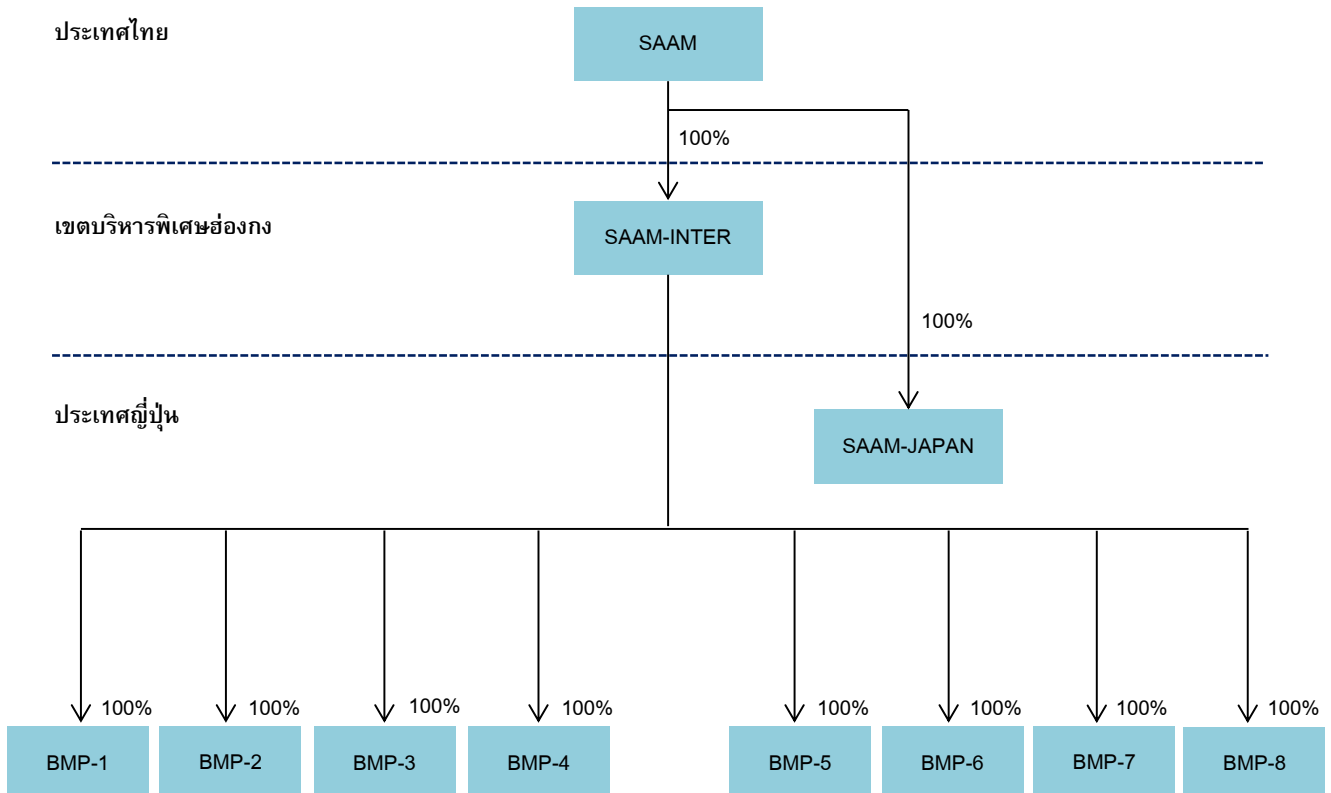 ประเทศไทย
SAAM
100%
เขตบริหารพิเศษฮ่องกง
SAAM-INTER
100%
ประเทศญี่ปุ่น
SAAM-JAPAN
100% 100% 100% 100% 100% 100% 100% 100%
BMP-1 BMP-2 BMP-3 BMP-4 BMP-5 BMP-6 BMP-7 BMP-8